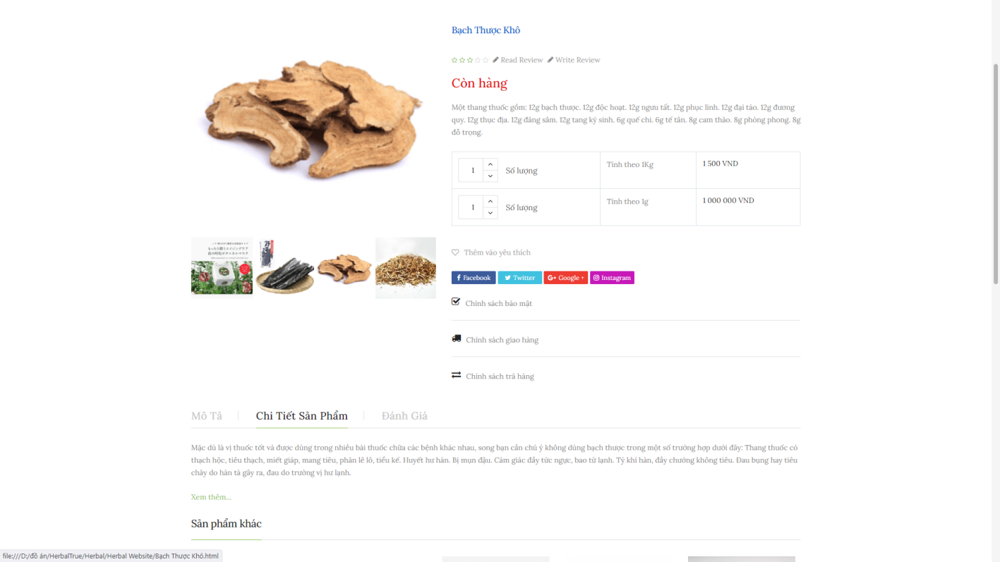 Bạch Thược Khô
Read Review Write Review
Còn hàng
Một thang thuốc gồm: 12g bạch thược. 12g độc hoạt. 12g ngưu tất. 12g phục linh. 12g đại táo. 12g đương
quy. 12g thục địa. 12g đảng sâm. 12g tang ký sinh. 6g quế chi. 6g tế tân. 8g cam thảo. 8g phòng phong. 8g
đỗ trọng.
1 Số lượng Tính theo 1Kg 1 500 VND
1 Số lượng Tính theo 1g 1 000 000 VND
Thêm vào yêu thích
Facebook Twitter Google + Instagram
Chính sách bảo mật
Chính sách giao hàng
Chính sách trả hàng
Mô Tả Chi Tiết Sản Phẩm Đánh Giá
Mặc dù là vị thuốc tốt và được dùng trong nhiều bài thuốc chữa các bệnh khác nhau, song bạn cần chú ý không dùng bạch thược trong một số trường hợp dưới đây: Thang thuốc có
thạch hộc, tiêu thạch, miết giáp, mang tiêu, phản lê lô, tiểu kế. Huyết hư hàn. Bị mụn đậu. Cảm giác đầy tức ngực, bao tử lạnh. Tỳ khí hàn, đầy chướng không tiêu. Đau bụng hay tiêu
chảy do hàn tà gây ra, đau do trường vị hư lạnh.
Xem thêm...
Sản phẩm khác
file:///D:/đồ án/HerbalTrue/Herbal/Herbal Website/Bạch Thược Khô.html